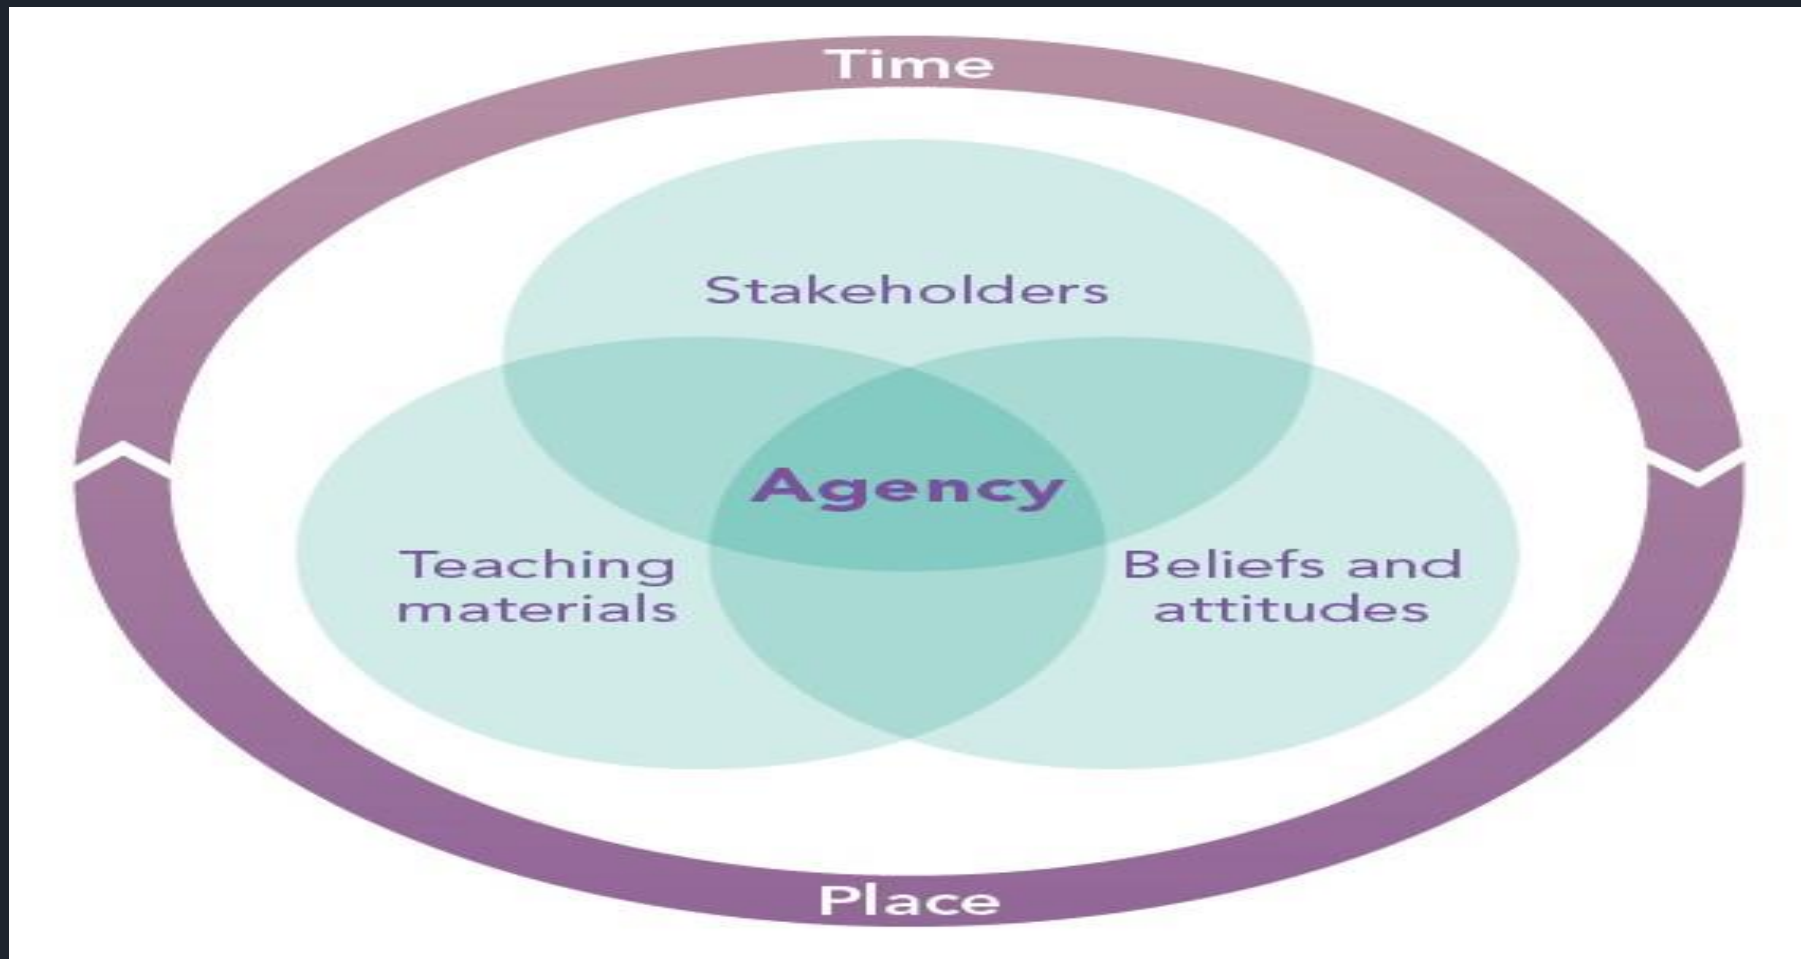 Time
Stakeholders
Agency
Teaching
materials
Beliefs and
attitudes
Place